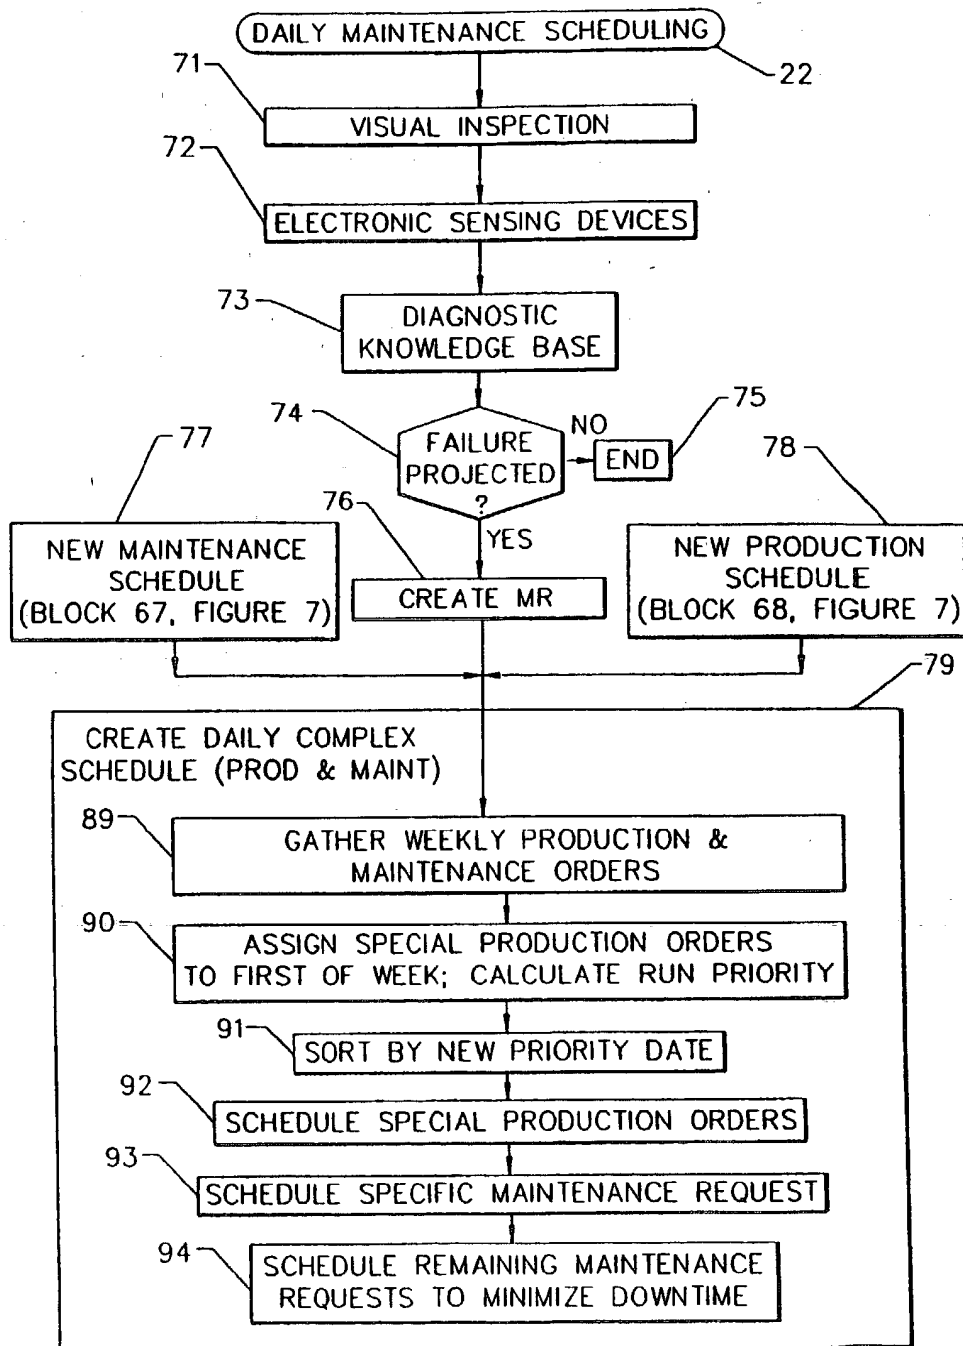 DAILY MAINTENANCE SCHEDULING
22
71
VISUAL INSPECTION
72
ELECTRONIC SENSING DEVICES
73
DIAGNOSTIC
KNOWLEDGE BASE
74
FAILURE
PROJECTED
?
NO
75
END
YES
77
NEW MAINTENANCE
SCHEDULE
(BLOCK 67, FIGURE 7)
76
CREATE MR
78
NEW PRODUCTION
SCHEDULE
(BLOCK 68, FIGURE 7)
79
CREATE DAILY COMPLEX
SCHEDULE (PROD & MAINT)
89
GATHER WEEKLY PRODUCTION &
MAINTENANCE ORDERS
90
ASSIGN SPECIAL PRODUCTION ORDERS
TO FIRST OF WEEK; CALCULATE RUN PRIORITY
91
SORT BY NEW PRIORITY DATE
92
SCHEDULE SPECIAL PRODUCTION ORDERS
93
SCHEDULE SPECIFIC MAINTENANCE REQUEST
94
SCHEDULE REMAINING MAINTENANCE
REQUESTS TO MINIMIZE DOWNTIME